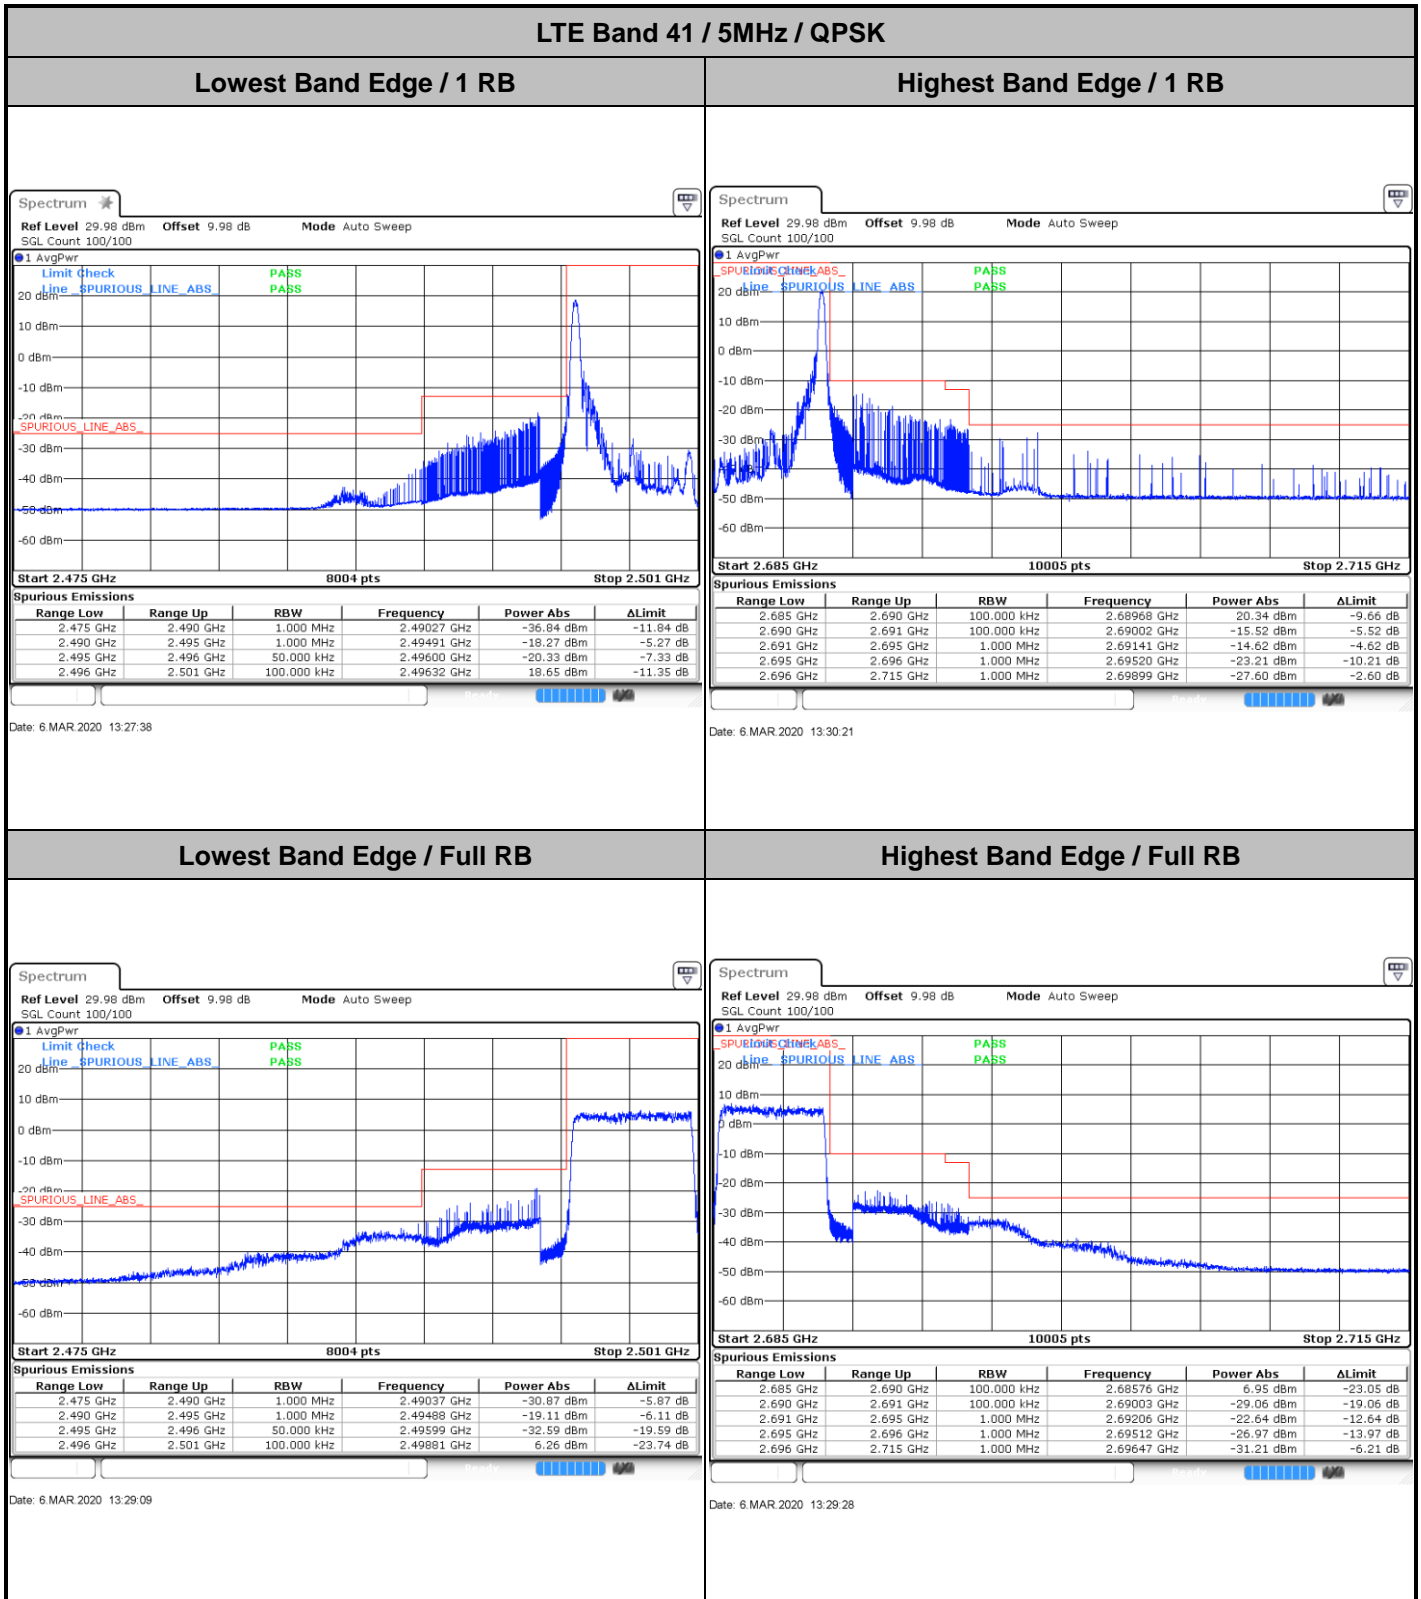 LTE Band 41 / 5MHz / QPSK
Lowest Band Edge / 1 RB
Highest Band Edge / 1 RB
Spectrum
Ref Level 29.98 dBm Offset 9.98 dB Mode Auto Sweep
SGL Count 100/100
1 AvgPwr
Limit Check PASS
Line _SPURIOUS_LINE_ABS_ PASS
20 dBm
10 dBm
0 dBm
-10 dBm
-20 dBm
_SPURIOUS_LINE_ABS_
-30 dBm
-40 dBm
-50 dBm
-60 dBm
Start 2.475 GHz 8004 pts Stop 2.501 GHz
Spurious Emissions
Range Low Range Up RBW Frequency Power Abs ΔLimit
2.475 GHz 2.490 GHz 1.000 MHz 2.49027 GHz -36.84 dBm -11.84 dB
2.490 GHz 2.495 GHz 1.000 MHz 2.49491 GHz -18.27 dBm -5.27 dB
2.495 GHz 2.496 GHz 50.000 kHz 2.49600 GHz -20.33 dBm -7.33 dB
2.496 GHz 2.501 GHz 100.000 kHz 2.49632 GHz 18.65 dBm -11.35 dB
Ready
Date: 6.MAR.2020 13:27:38
Spectrum
Ref Level 29.98 dBm Offset 9.98 dB Mode Auto Sweep
SGL Count 100/100
1 AvgPwr
_SPURIOUS_LINE_ABS_
Limit Check PASS
Line _SPURIOUS_LINE_ABS_ PASS
20 dBm
10 dBm
0 dBm
-10 dBm
-20 dBm
-30 dBm
-40 dBm
-50 dBm
-60 dBm
Start 2.685 GHz 10005 pts Stop 2.715 GHz
Spurious Emissions
Range Low Range Up RBW Frequency Power Abs ΔLimit
2.685 GHz 2.690 GHz 100.000 kHz 2.68968 GHz 20.34 dBm -9.66 dB
2.690 GHz 2.691 GHz 100.000 kHz 2.69002 GHz -15.52 dBm -5.52 dB
2.691 GHz 2.695 GHz 1.000 MHz 2.69141 GHz -14.62 dBm -4.62 dB
2.695 GHz 2.696 GHz 1.000 MHz 2.69520 GHz -23.21 dBm -10.21 dB
2.696 GHz 2.715 GHz 1.000 MHz 2.69899 GHz -27.60 dBm -2.60 dB
Ready
Date: 6.MAR.2020 13:30:21
Lowest Band Edge / Full RB
Highest Band Edge / Full RB
Spectrum
Ref Level 29.98 dBm Offset 9.98 dB Mode Auto Sweep
SGL Count 100/100
1 AvgPwr
Limit Check PASS
Line _SPURIOUS_LINE_ABS_ PASS
20 dBm
10 dBm
0 dBm
-10 dBm
-20 dBm
_SPURIOUS_LINE_ABS_
-30 dBm
-40 dBm
-50 dBm
-60 dBm
Start 2.475 GHz 8004 pts Stop 2.501 GHz
Spurious Emissions
Range Low Range Up RBW Frequency Power Abs ΔLimit
2.475 GHz 2.490 GHz 1.000 MHz 2.49037 GHz -30.87 dBm -5.87 dB
2.490 GHz 2.495 GHz 1.000 MHz 2.49488 GHz -19.11 dBm -6.11 dB
2.495 GHz 2.496 GHz 50.000 kHz 2.49599 GHz -32.59 dBm -19.59 dB
2.496 GHz 2.501 GHz 100.000 kHz 2.49881 GHz 6.26 dBm -23.74 dB
Ready
Date: 6.MAR.2020 13:29:09
Spectrum
Ref Level 29.98 dBm Offset 9.98 dB Mode Auto Sweep
SGL Count 100/100
1 AvgPwr
_SPURIOUS_LINE_ABS_
Limit Check PASS
Line _SPURIOUS_LINE_ABS_ PASS
20 dBm
10 dBm
0 dBm
-10 dBm
-20 dBm
-30 dBm
-40 dBm
-50 dBm
-60 dBm
Start 2.685 GHz 10005 pts Stop 2.715 GHz
Spurious Emissions
Range Low Range Up RBW Frequency Power Abs ΔLimit
2.685 GHz 2.690 GHz 100.000 kHz 2.68576 GHz 6.95 dBm -23.05 dB
2.690 GHz 2.691 GHz 100.000 kHz 2.69003 GHz -29.06 dBm -19.06 dB
2.691 GHz 2.695 GHz 1.000 MHz 2.69206 GHz -22.64 dBm -12.64 dB
2.695 GHz 2.696 GHz 1.000 MHz 2.69512 GHz -26.97 dBm -13.97 dB
2.696 GHz 2.715 GHz 1.000 MHz 2.69647 GHz -31.21 dBm -6.21 dB
Ready
Date: 6.MAR.2020 13:29:28